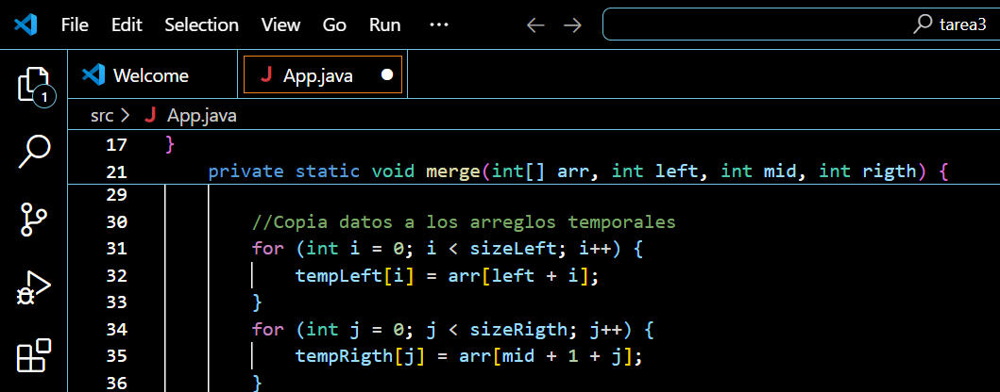 File Edit Selection View Go Run ··· ← → tarea3
Welcome J App.java
1
src > J App.java
17 }
21 private static void merge(int[] arr, int left, int mid, int rigth) {
29
30 //Copia datos a los arreglos temporales
31 for (int i = 0; i < sizeLeft; i++) {
32 tempLeft[i] = arr[left + i];
33 }
34 for (int j = 0; j < sizeRigth; j++) {
35 tempRigth[j] = arr[mid + 1 + j];
36 }